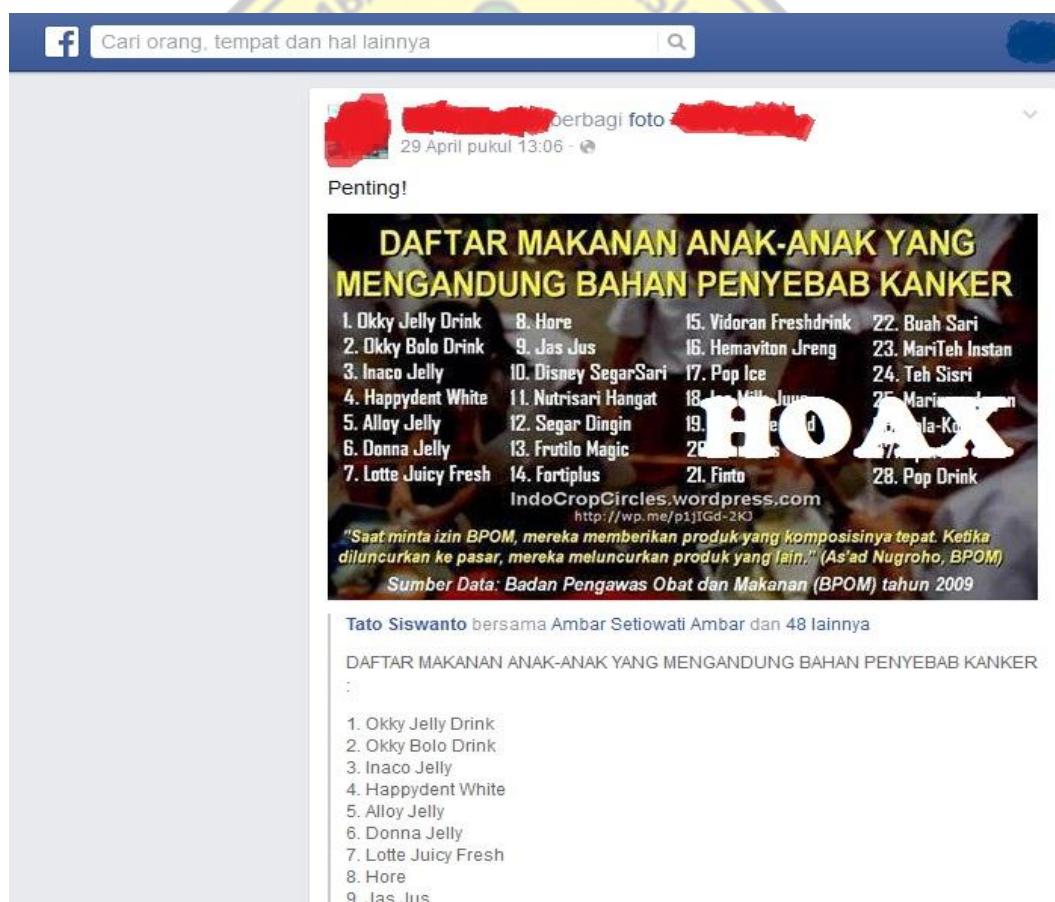 Cari orang, tempat dan hal lainnya
berbagi foto
29 April pukul 13:06
Penting!
DAFTAR MAKANAN ANAK-ANAK YANG
MENGANDUNG BAHAN PENYEBAB KANKER
1. Okky Jelly Drink
2. Okky Bolo Drink
3. Inaco Jelly
4. Happydent White
5. Alloy Jelly
6. Donna Jelly
7. Lotte Juicy Fresh
8. Hore
9. Jas Jus
10. Disney SegarSari
11. Nutrisari Hangat
12. Segar Dingin
13. Frutilo Magic
14. Fortiplus
15. Vidoran Freshdrink
16. Hemaviton Jreng
17. Pop Ice
18.
19.
21. Finto
22. Buah Sari
23. MariTeh Instan
24. Teh Sisri
25.
28. Pop Drink
HOAX
IndoCropCircles.wordpress.com
http://wp.me/p1jIGd-2KJ
"Saat minta izin BPOM, mereka memberikan produk yang komposisinya tepat. Ketika
diluncurkan ke pasar, mereka meluncurkan produk yang lain." (As'ad Nugroho, BPOM)
Sumber Data: Badan Pengawas Obat dan Makanan (BPOM) tahun 2009
Tato Siswanto bersama Ambar Setiowati Ambar dan 48 lainnya
DAFTAR MAKANAN ANAK-ANAK YANG MENGANDUNG BAHAN PENYEBAB KANKER
:
1. Okky Jelly Drink
2. Okky Bolo Drink
3. Inaco Jelly
4. Happydent White
5. Alloy Jelly
6. Donna Jelly
7. Lotte Juicy Fresh
8. Hore
9. Jas Jus